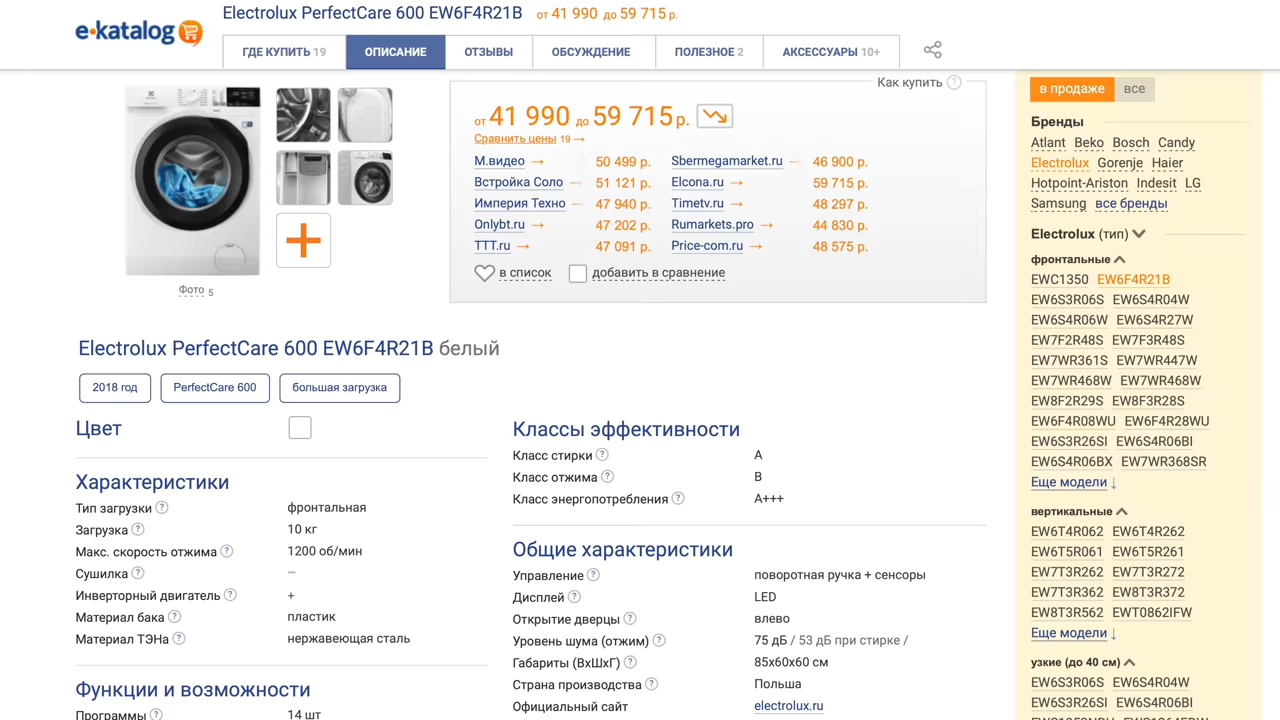 Electrolux PerfectCare 600 EW6F4R21B от 41 990 до 59 715 р.
e·katalog
ГДЕ КУПИТЬ 19 ОПИСАНИЕ ОТЗЫВЫ ОБСУЖДЕНИЕ ПОЛЕЗНОЕ 2 АКСЕССУАРЫ 10+
Как купить ?
от 41 990 до 59 715 р.
Сравнить цены 19 →
М.видео → 50 499 р. Sbermegamarket.ru → 46 900 р.
Встройка Соло → 51 121 р. Elcona.ru → 59 715 р.
Империя Техно → 47 940 р. Timetv.ru → 48 297 р.
Onlybt.ru → 47 202 р. Rumarkets.pro → 44 830 р.
TTT.ru → 47 091 р. Price-com.ru → 48 575 р.
в список добавить в сравнение
Фото 5
Electrolux PerfectCare 600 EW6F4R21B белый
2018 год PerfectCare 600 большая загрузка
Цвет
Характеристики
Тип загрузки ? фронтальная
Загрузка ? 10 кг
Макс. скорость отжима ? 1200 об/мин
Сушилка ? –
Инверторный двигатель ? +
Материал бака ? пластик
Материал ТЭНа ? нержавеющая сталь
Функции и возможности
Программы ? 14 шт
Классы эффективности
Класс стирки ? A
Класс отжима ? B
Класс энергопотребления ? A+++
Общие характеристики
Управление ? поворотная ручка + сенсоры
Дисплей ? LED
Открытие дверцы ? влево
Уровень шума (отжим) ? 75 дБ / 53 дБ при стирке /
Габариты (ВхШхГ) ? 85x60x60 см
Страна производства ? Польша
Официальный сайт electrolux.ru
в продаже все
Бренды
Atlant Beko Bosch Candy
Electrolux Gorenje Haier
Hotpoint-Ariston Indesit LG
Samsung все бренды
Electrolux (тип)
фронтальные
EWC1350 EW6F4R21B
EW6S3R06S EW6S4R04W
EW6S4R06W EW6S4R27W
EW7F2R48S EW7F3R48S
EW7WR361S EW7WR447W
EW7WR468W EW7WR468W
EW8F2R29S EW8F3R28S
EW6F4R08WU EW6F4R28WU
EW6S3R26SI EW6S4R06BI
EW6S4R06BX EW7WR368SR
Еще модели ↓
вертикальные
EW6T4R062 EW6T4R262
EW6T5R061 EW6T5R261
EW7T3R262 EW7T3R272
EW7T3R362 EW8T3R372
EW8T3R562 EWT0862IFW
Еще модели ↓
узкие (до 40 см)
EW6S3R06S EW6S4R04W
EW6S3R26SI EW6S4R06BI